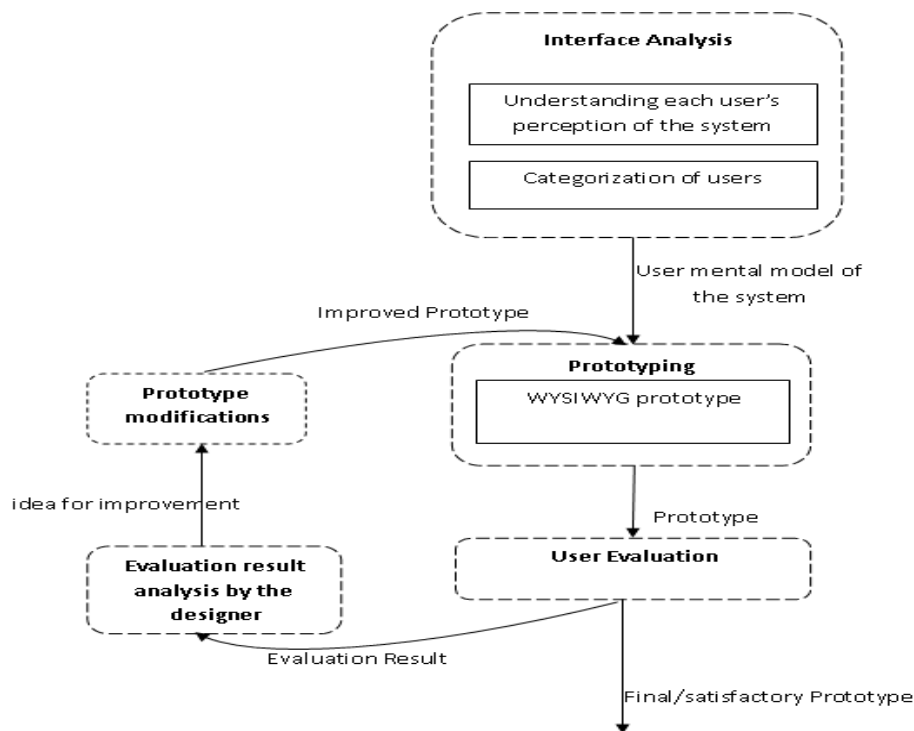 Interface Analysis
Understanding each user's
perception of the system
Categorization of users
User mental model of
the system
Improved Prototype
Prototyping
WYSIWYG prototype
Prototype
modifications
idea for improvement
Prototype
User Evaluation
Evaluation result
analysis by the
designer
Evaluation Result
Final/satisfactory Prototype